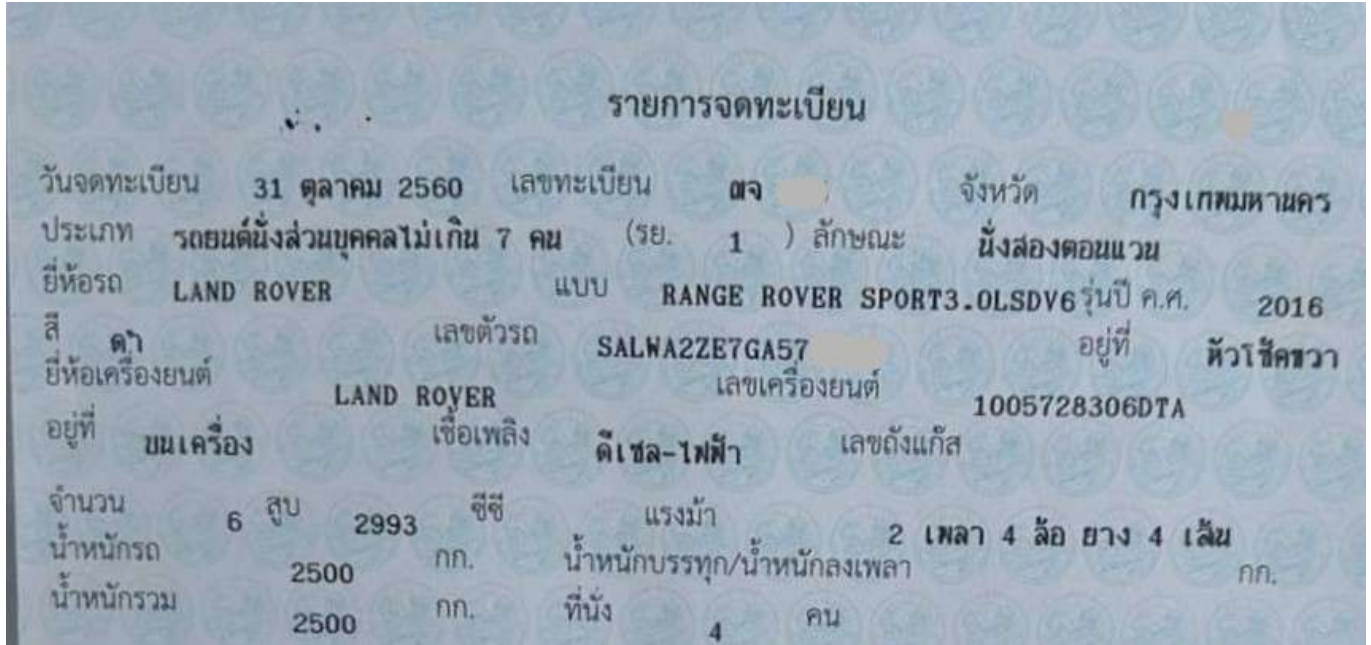 รายการจดทะเบียน
วันจดทะเบียน 31 ตุลาคม 2560 เลขทะเบียน ๗จ จังหวัด กรุงเทพมหานคร
ประเภท รถยนต์นั่งส่วนบุคคลไม่เกิน 7 คน (รย. 1 ) ลักษณะ นั่งสองตอนแวน
ยี่ห้อรถ LAND ROVER แบบ RANGE ROVER SPORT3.0LSDV6 รุ่นปี ค.ศ. 2016
สี ดำ เลขตัวรถ SALWA2ZE7GA57 อยู่ที่ หัวโช๊คขวา
ยี่ห้อเครื่องยนต์ LAND ROVER เลขเครื่องยนต์ 1005728306DTA
อยู่ที่ บนเครื่อง เชื้อเพลิง ดีเซล-ไฟฟ้า เลขถังแก๊ส
จำนวน 6 สูบ 2993 ซีซี แรงม้า 2 เพลา 4 ล้อ ยาง 4 เส้น
น้ำหนักรถ 2500 กก. น้ำหนักบรรทุก/น้ำหนักลงเพลา กก.
น้ำหนักรวม 2500 กก. ที่นั่ง 4 คน